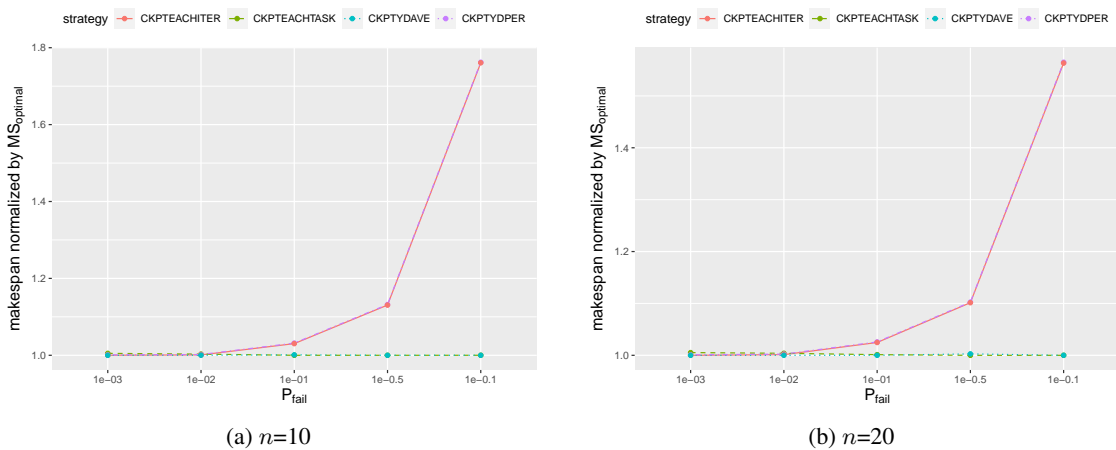 strategy CKPTEACHITER CKPTEACHTASK CKPTYDAVE CKPTYDPER
1.8
1.6
1.4
1.2
1.0
makespan normalized by MSoptimal
1e−03 1e−02 1e−01 1e−0.5 1e−0.1
Pfail
(a) n=10
strategy CKPTEACHITER CKPTEACHTASK CKPTYDAVE CKPTYDPER
1.4
1.2
1.0
makespan normalized by MSoptimal
1e−03 1e−02 1e−01 1e−0.5 1e−0.1
Pfail
(b) n=20